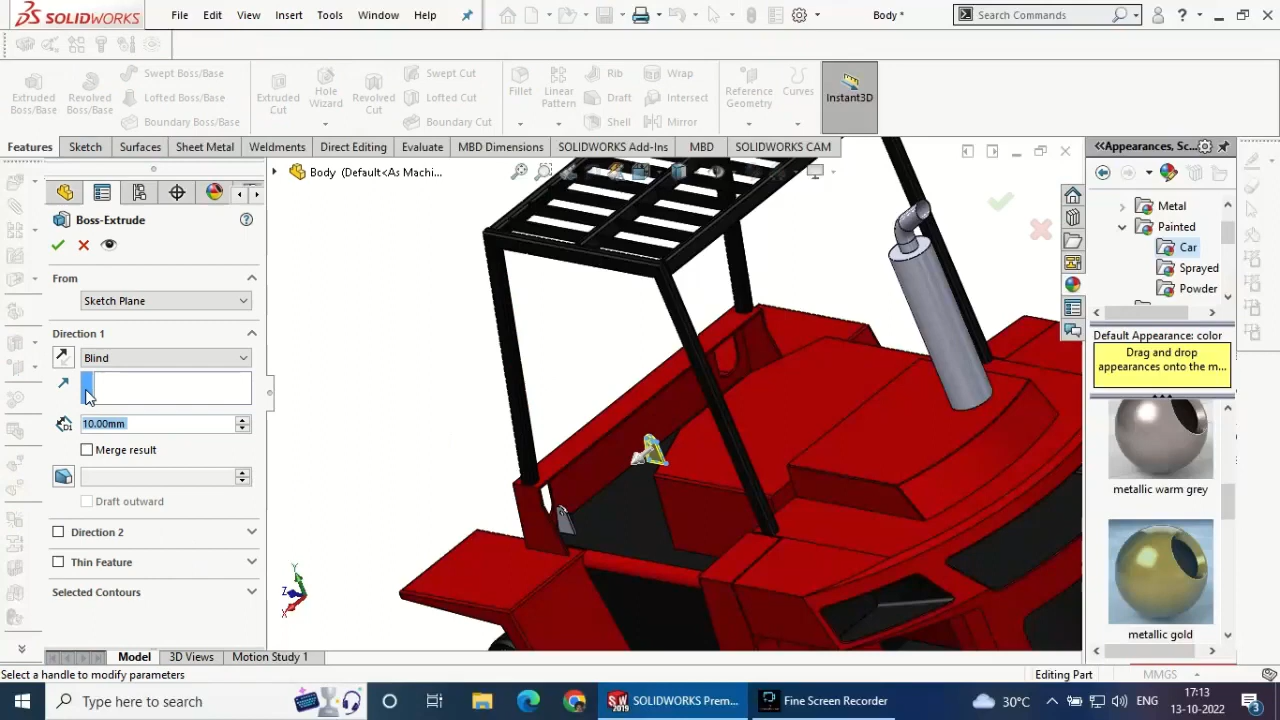 SOLIDWORKS File Edit View Insert Tools Window Help Body * Search Commands ?
Extruded Boss/Base Revolved Boss/Base Swept Boss/Base Lofted Boss/Base Boundary Boss/Base Extruded Cut Hole Wizard Revolved Cut Swept Cut Lofted Cut Boundary Cut Fillet Linear Pattern Rib Draft Shell Wrap Intersect Mirror Reference Geometry Curves Instant3D
Features Sketch Surfaces Sheet Metal Weldments Direct Editing Evaluate MBD Dimensions SOLIDWORKS Add-Ins MBD SOLIDWORKS CAM
Body (Default<As Machi...
Boss-Extrude
From
Sketch Plane
Direction 1
Blind
10.00mm
Merge result
Draft outward
Direction 2
Thin Feature
Selected Contours
Y
Z
X
<<Appearances, Sc...
Metal
Painted
Car
Sprayed
Powder
Default Appearance: color
Drag and drop
appearances onto the m...
metallic warm grey
metallic gold
Model 3D Views Motion Study 1
Select a handle to modify parameters Editing Part MMGS
Type here to search SW 2019 SOLIDWORKS Prem... Fine Screen Recorder 30°C ENG 17:13
13-10-2022 3